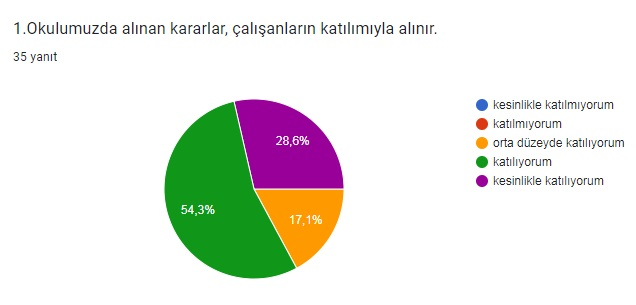 1.Okulumuzda alınan kararlar, çalışanların katılımıyla alınır.
35 yanıt
28,6%
54,3%
17,1%
kesinlikle katılmıyorum
katılmıyorum
orta düzeyde katılıyorum
katılıyorum
kesinlikle katılıyorum